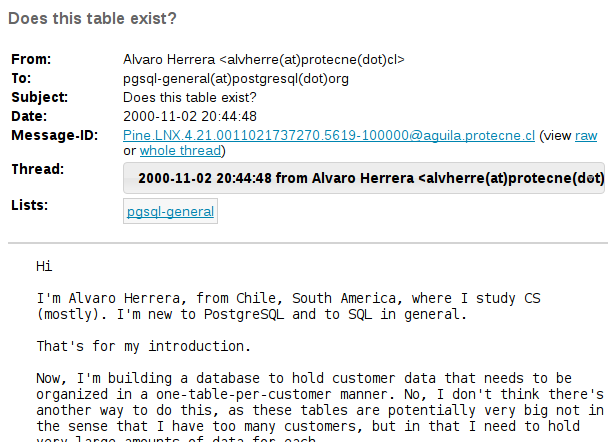 Does this table exist?
From: Alvaro Herrera <alvherre(at)protecne(dot)cl>
To: pgsql-general(at)postgresql(dot)org
Subject: Does this table exist?
Date: 2000-11-02 20:44:48
Message-ID: Pine.LNX.4.21.0011021737270.5619-100000@aguila.protecne.cl (view raw
or whole thread)
Thread: 2000-11-02 20:44:48 from Alvaro Herrera <alvherre(at)protecne(dot)
Lists: pgsql-general
Hi
I'm Alvaro Herrera, from Chile, South America, where I study CS
(mostly). I'm new to PostgreSQL and to SQL in general.
That's for my introduction.
Now, I'm building a database to hold customer data that needs to be
organized in a one-table-per-customer manner. No, I don't think there's
another way to do this, as these tables are potentially very big not in
the sense that I have too many customers, but in that I need to hold
very large amounts of data for each